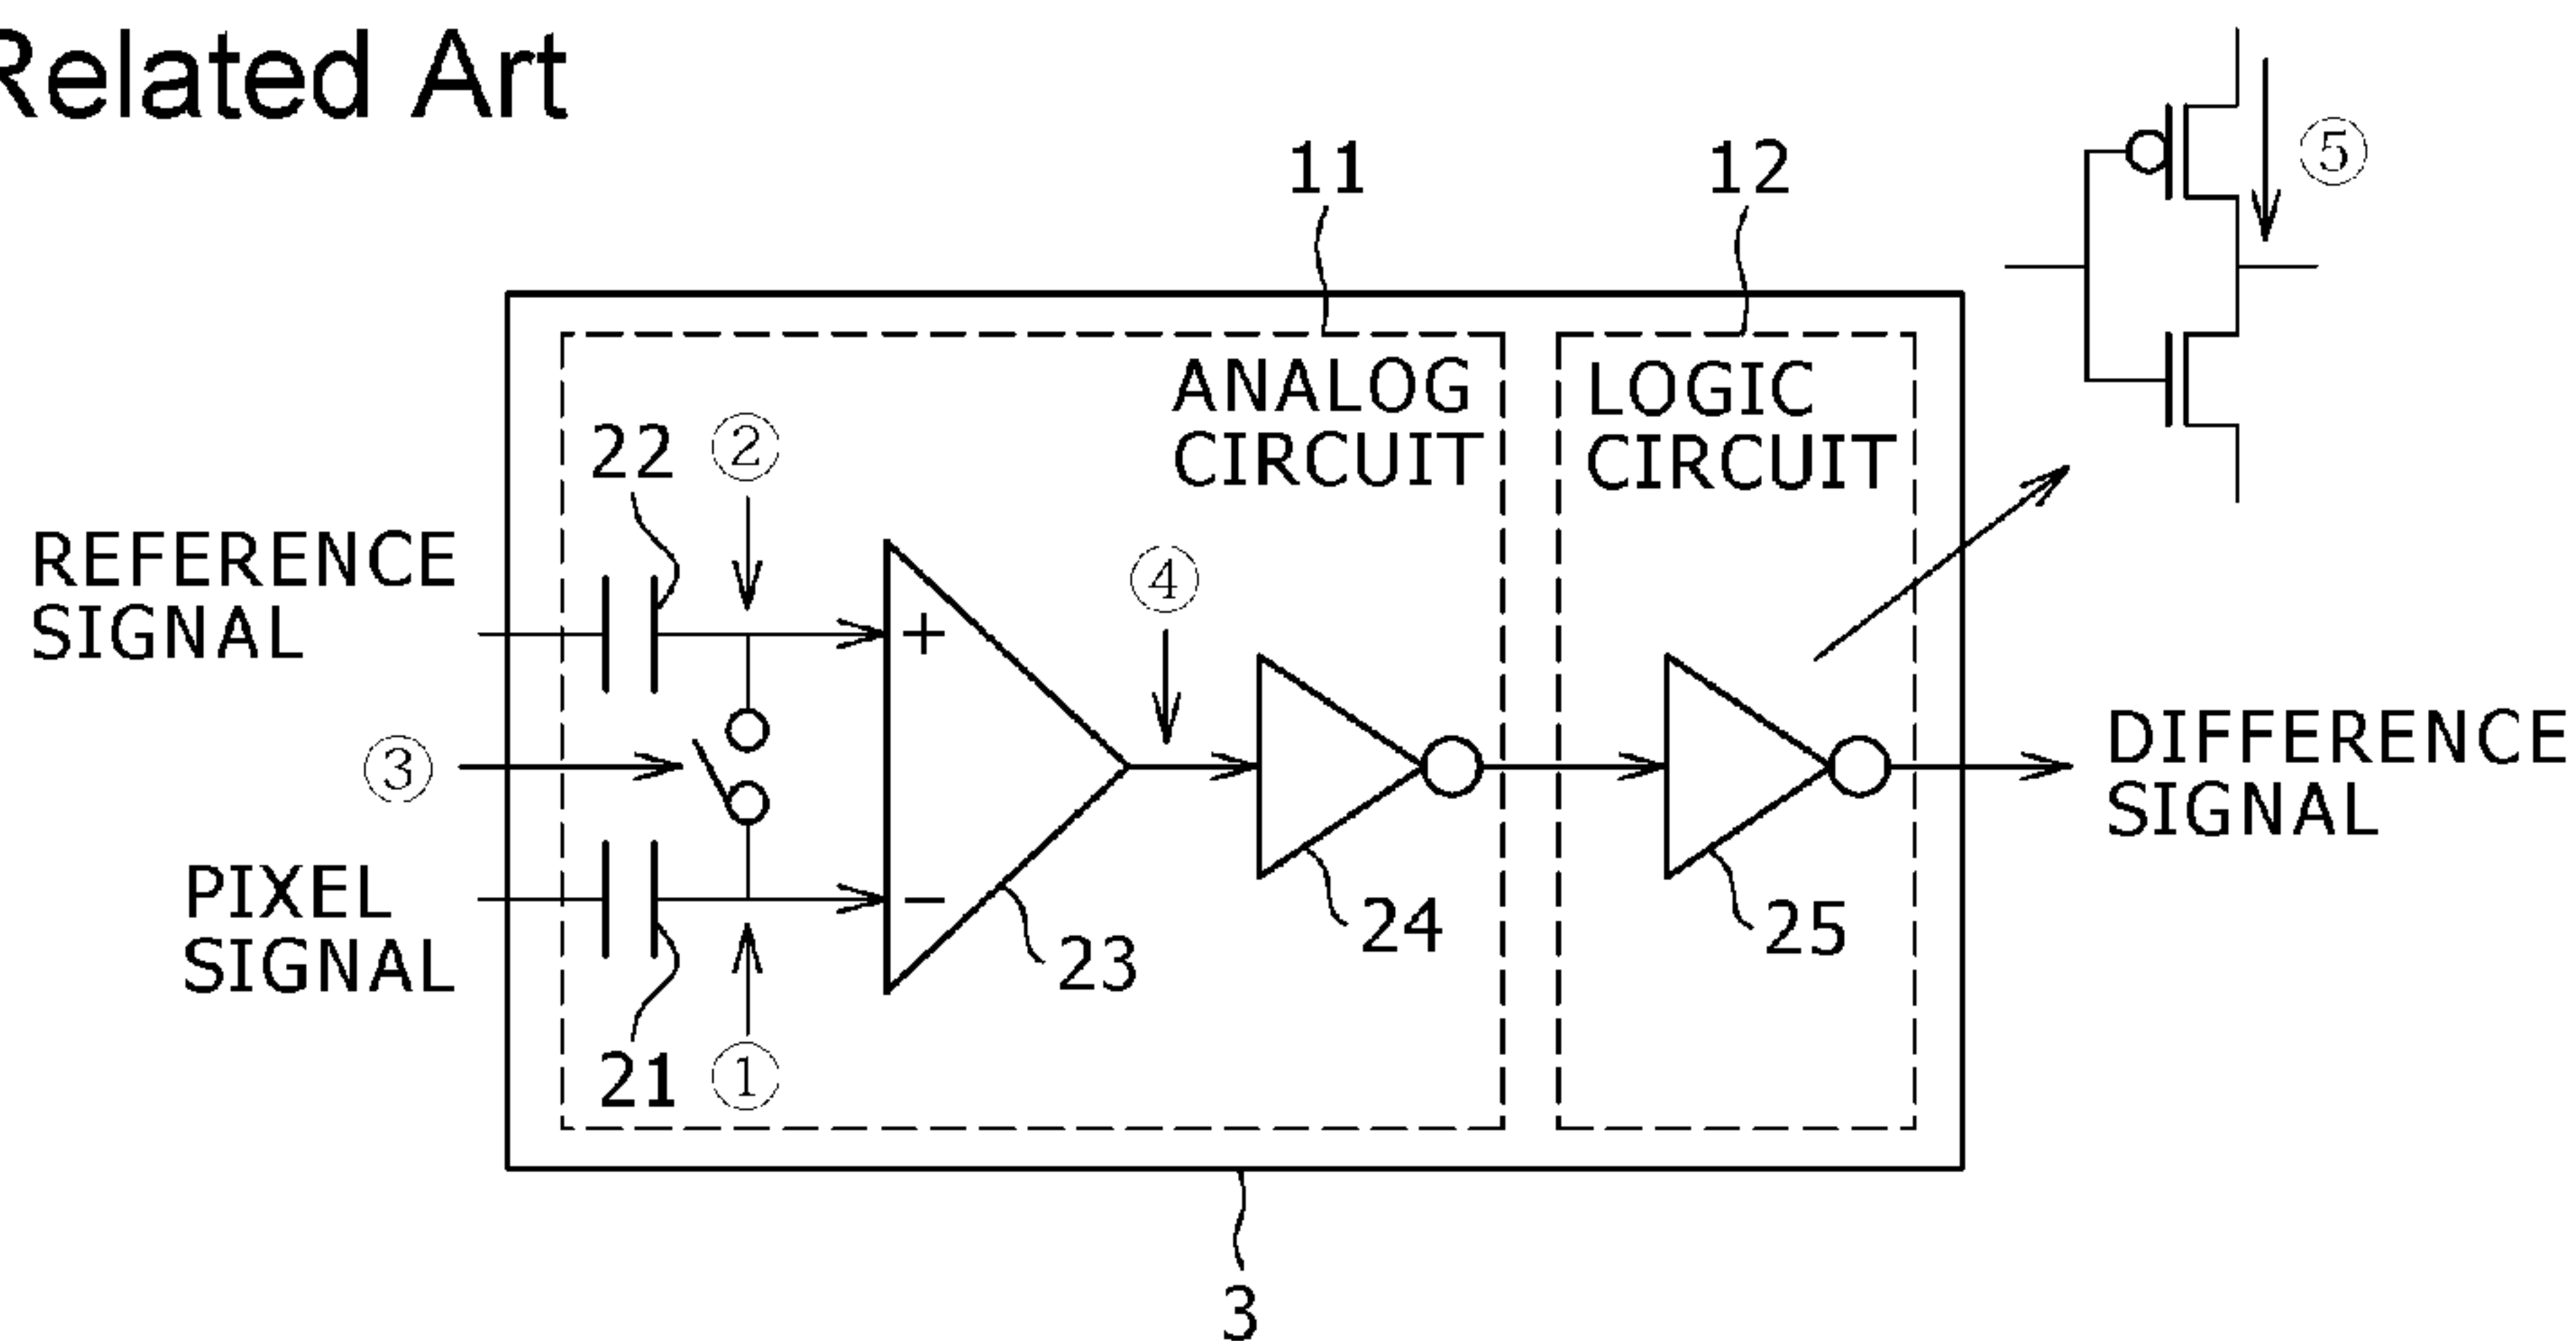 Related Art
11
12
⑤
ANALOG
CIRCUIT
LOGIC
CIRCUIT
22
②
REFERENCE
SIGNAL
+
④
③
DIFFERENCE
SIGNAL
PIXEL
SIGNAL
−
23
24
25
21
①
3